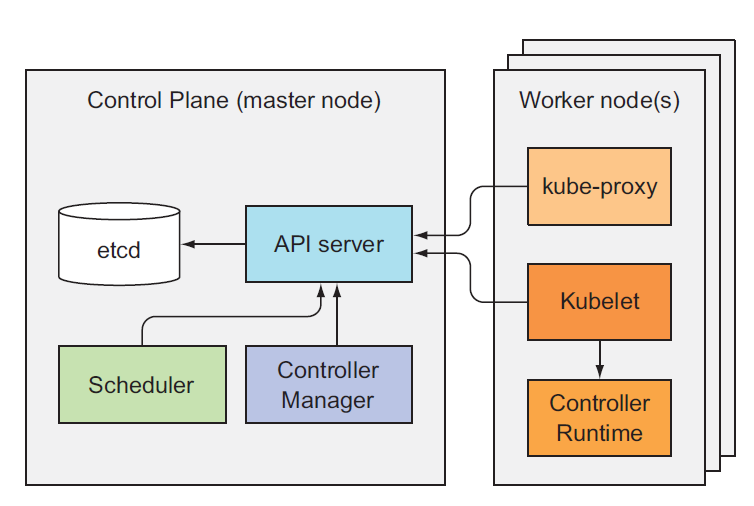 Control Plane (master node)
Worker node(s)
kube-proxy
etcd
API server
Kubelet
Scheduler
Controller
Manager
Controller
Runtime